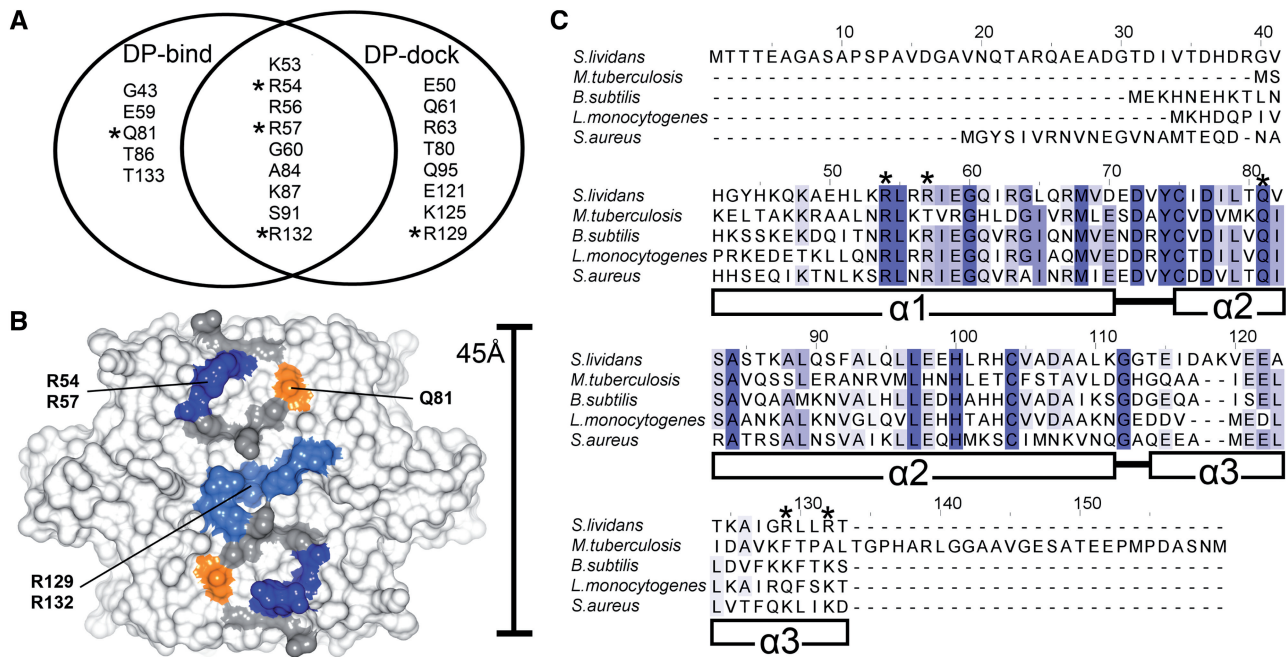 A
DP-bind
DP-dock
G43
E59
*Q81
T86
T133
K53
*R54
R56
*R57
G60
A84
K87
S91
*R132
E50
Q61
R63
T80
Q95
E121
K125
*R129
B
45Å
R54
R57
Q81
R129
R132
C
10 20 30 40
S.lividans MTTTEAGASAPSPAVDGAVNQTARQAEADGTDIVTDHDRGV
M.tuberculosis ---------------------------------------MS
B.subtilis ------------------------------MEKHNEHKTLN
L.monocytogenes ---------------------------------MKHDQPIV
S.aureus ------------------MGYSIVRNVNEGVNAMTEQD-NA
50 * * 60 70 80 *
S.lividans HGYHKQKAEHLKRLRRIEGQIRGLQRMVDEDVYCIDILTQV
M.tuberculosis KELTAKKRAALNRLKTVRGHLDGIVRMLESDAYCVDVMKQI
B.subtilis HKSSKEKDQITNRLKRIEGQVRGIQNMVENDRYCVDILVQI
L.monocytogenes PRKEDETKLLQNRLRRIEGQIRGIAQMVEDDRYCTDILIQI
S.aureus HHSEQIKTNLKSRLNRIEGQVRAINRMIEEDVYCDDVLTQI
α1 α2
90 100 110 120
S.lividans SASTKALQSFALQLLEEHLRHCVADAALKGGTEIDAKVEEA
M.tuberculosis SAVQSSLERANRVMLHNHLETCFSTAVLDGHGQAA--IEEL
B.subtilis SAVQAAMKNVALHLLEDHAHHCVADAIKSGDGEQA--ISEL
L.monocytogenes SAANKALKNVGLQVLEHHTAHCVVDAAKNGEDDV--MEDL
S.aureus RATRSALNSVAIKLLEQHMKSCIMNKVNQGAQEEA--MEEL
α2 α3
* 130 * 140 150
S.lividans TKAIGRLLRT---------------------------
M.tuberculosis IDAVKFTPALTGPHARLGGAAVGESATEEPMPDASNM
B.subtilis LDVFKKFTKS---------------------------
L.monocytogenes LKAIRQFSKT---------------------------
S.aureus LVTFQKLIKD---------------------------
α3